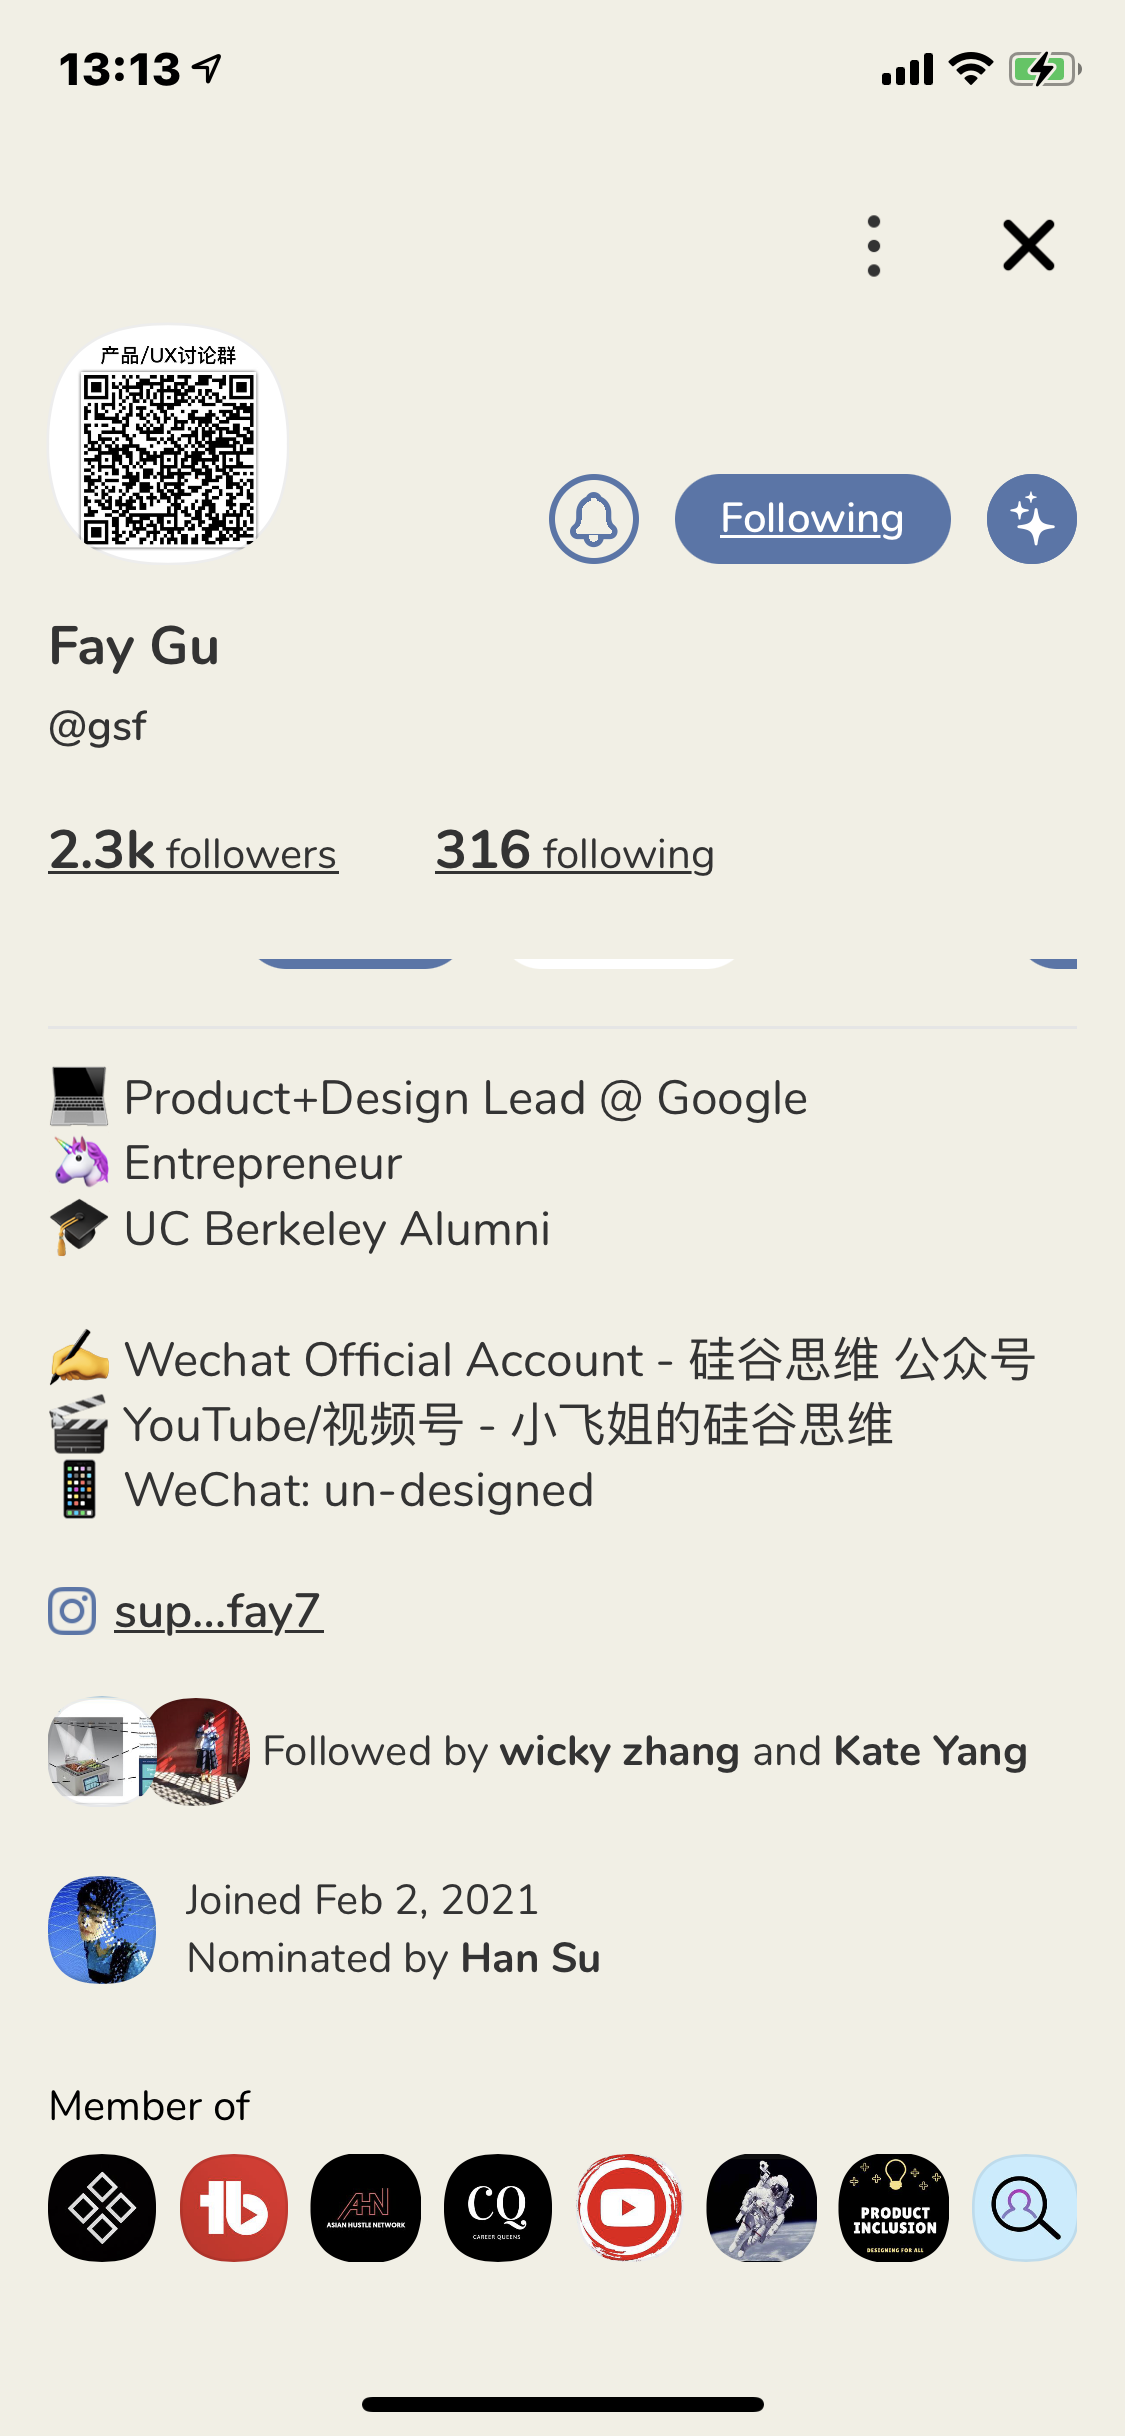 13:13
产品/UX讨论群
Following
Fay Gu
@gsf
2.3k followers 316 following
Product+Design Lead @ Google
Entrepreneur
UC Berkeley Alumni
Wechat Official Account - 硅谷思维 公众号
YouTube/视频号 - 小飞姐的硅谷思维
WeChat: un-designed
sup...fay7
Followed by wicky zhang and Kate Yang
Joined Feb 2, 2021
Nominated by Han Su
Member of
1b
AHN
ASIAN HUSTLE NETWORK
CQ
CAREER QUEENS
PRODUCT
INCLUSION
DESIGNING FOR ALL